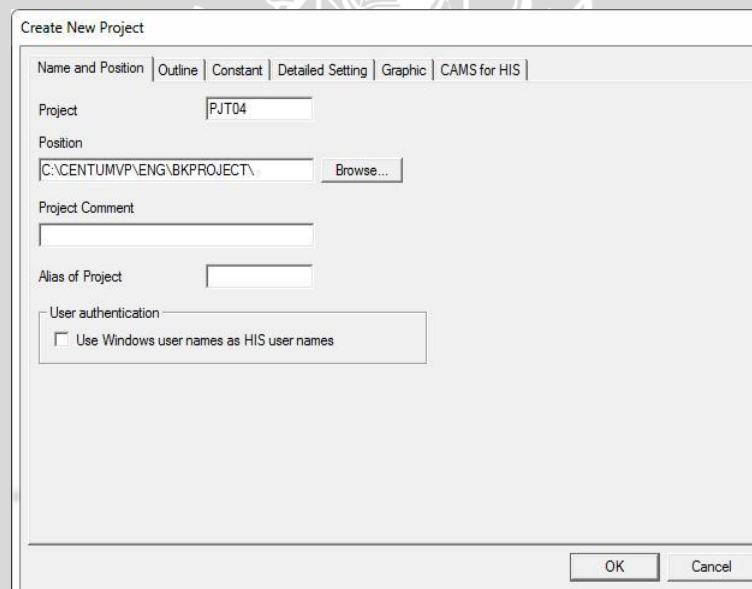 Create New Project
Name and Position Outline Constant Detailed Setting Graphic CAMS for HIS
Project PJT04
Position
C:\CENTUMVP\ENG\BKPROJECT\ Browse...
Project Comment
Alias of Project
User authentication
Use Windows user names as HIS user names
OK Cancel